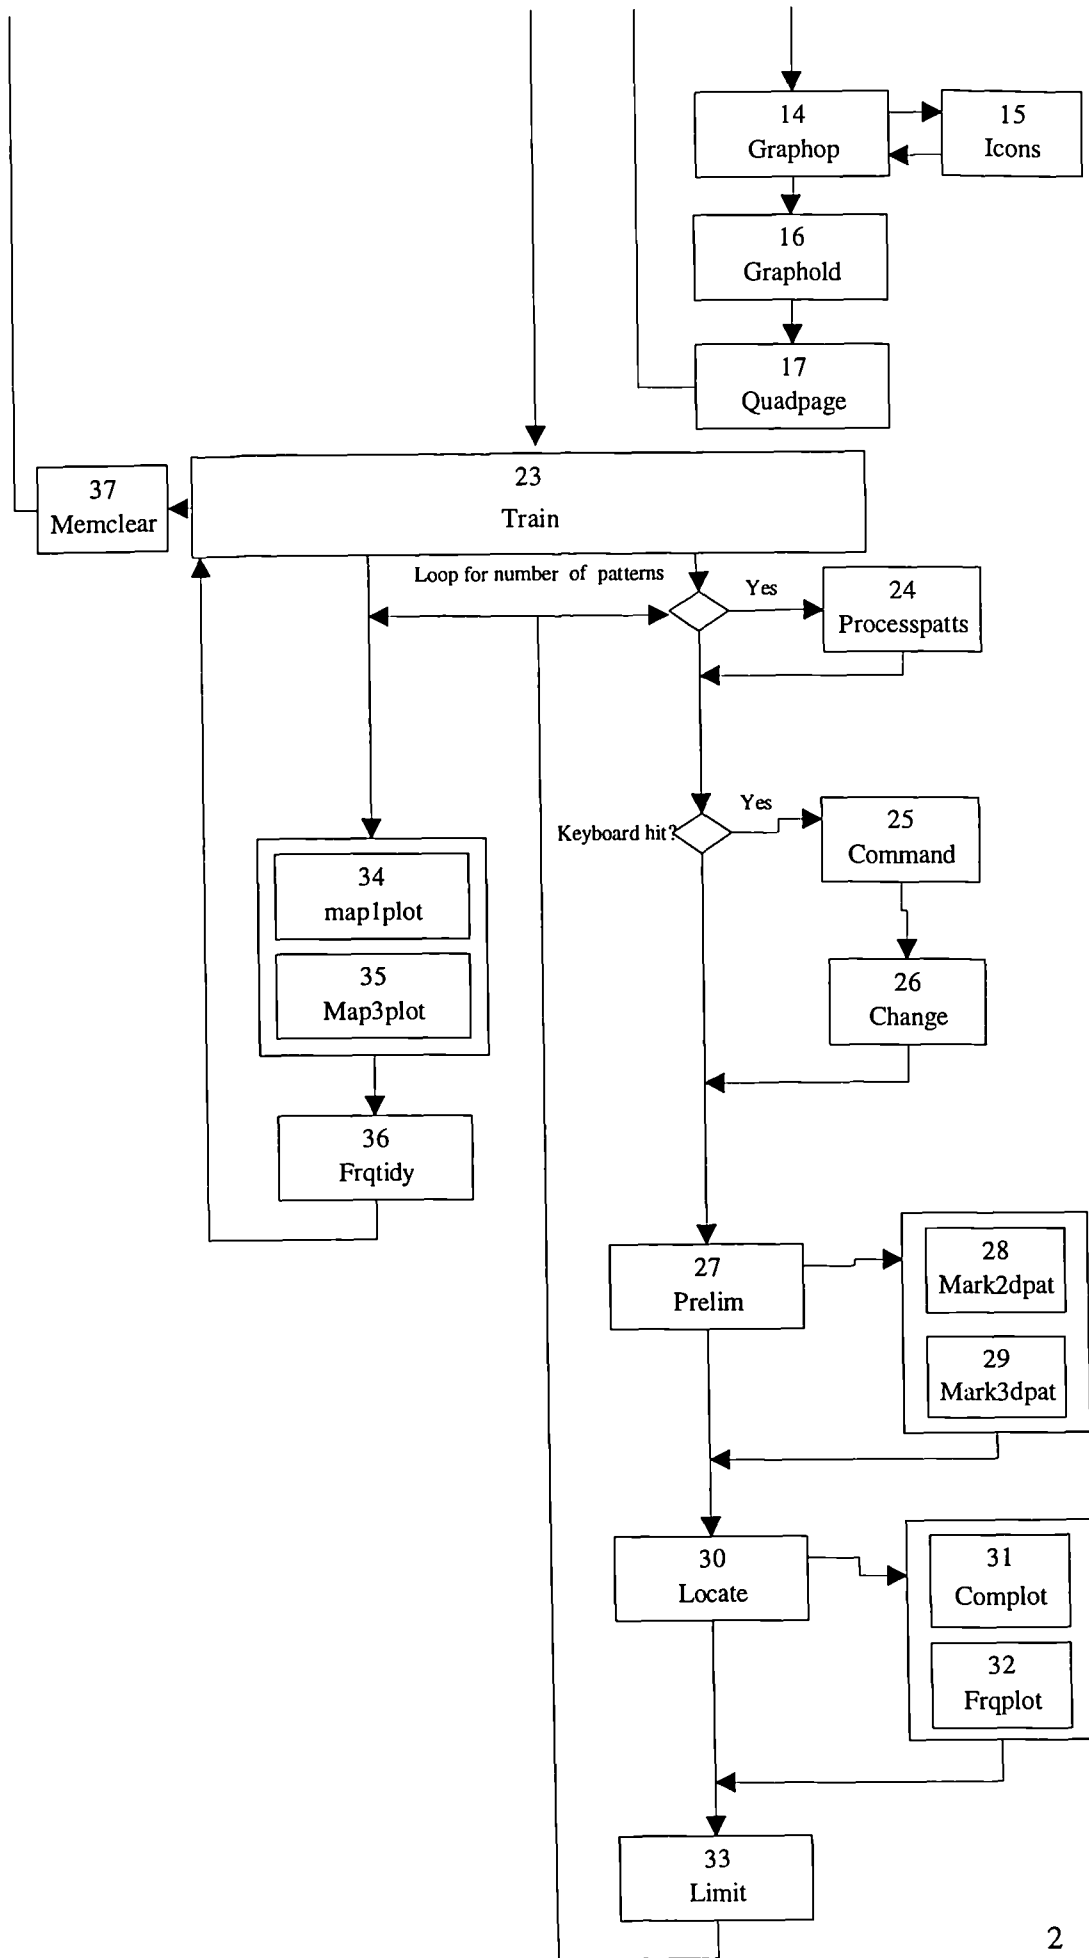 14
Graphop
15
Icons
16
Graphold
17
Quadpage
23
Train
37
Memclear
Loop for number of patterns
Yes
24
Processpatts
Keyboard hit?
Yes
25
Command
26
Change
34
map1plot
35
Map3plot
36
Frqtidy
27
Prelim
28
Mark2dpat
29
Mark3dpat
30
Locate
31
Complot
32
Frqplot
33
Limit
2